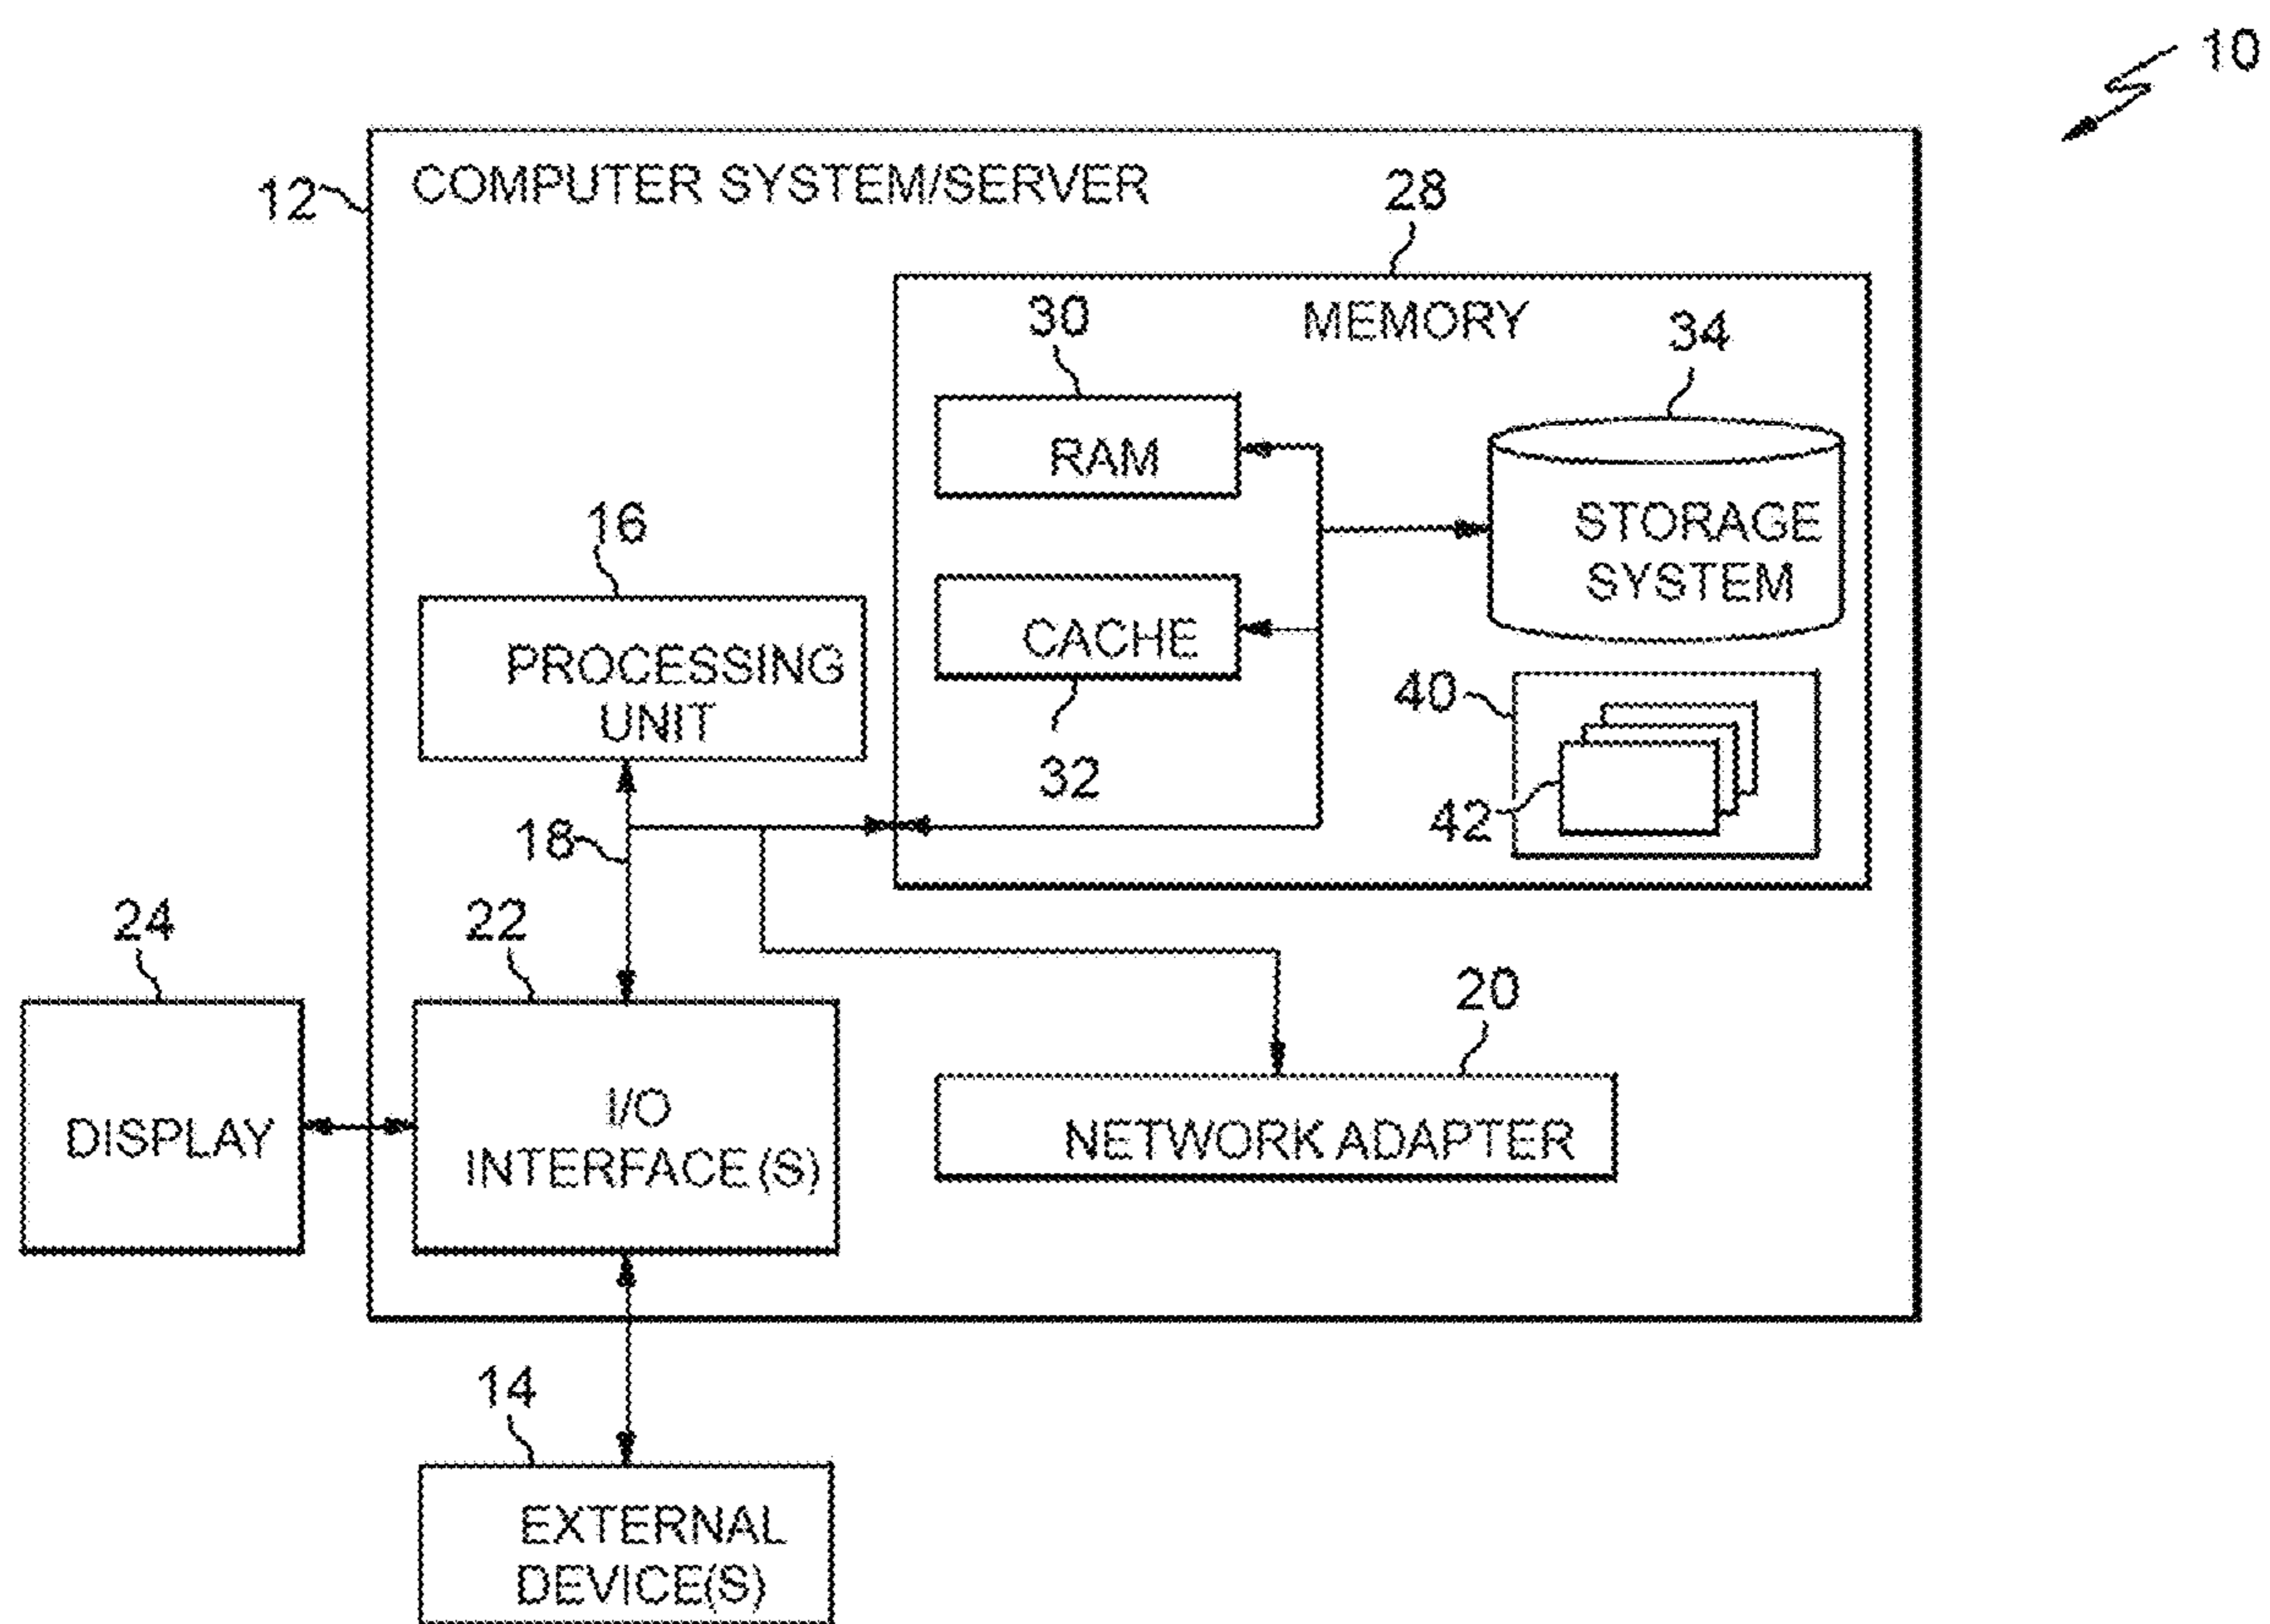 10
12
COMPUTER SYSTEM/SERVER
28
MEMORY
30
34
RAM
STORAGE
SYSTEM
16
PROCESSING
UNIT
CACHE
32
40
42
18
24
22
20
DISPLAY
I/O
INTERFACE(S)
NETWORK ADAPTER
14
EXTERNAL
DEVICE(S)